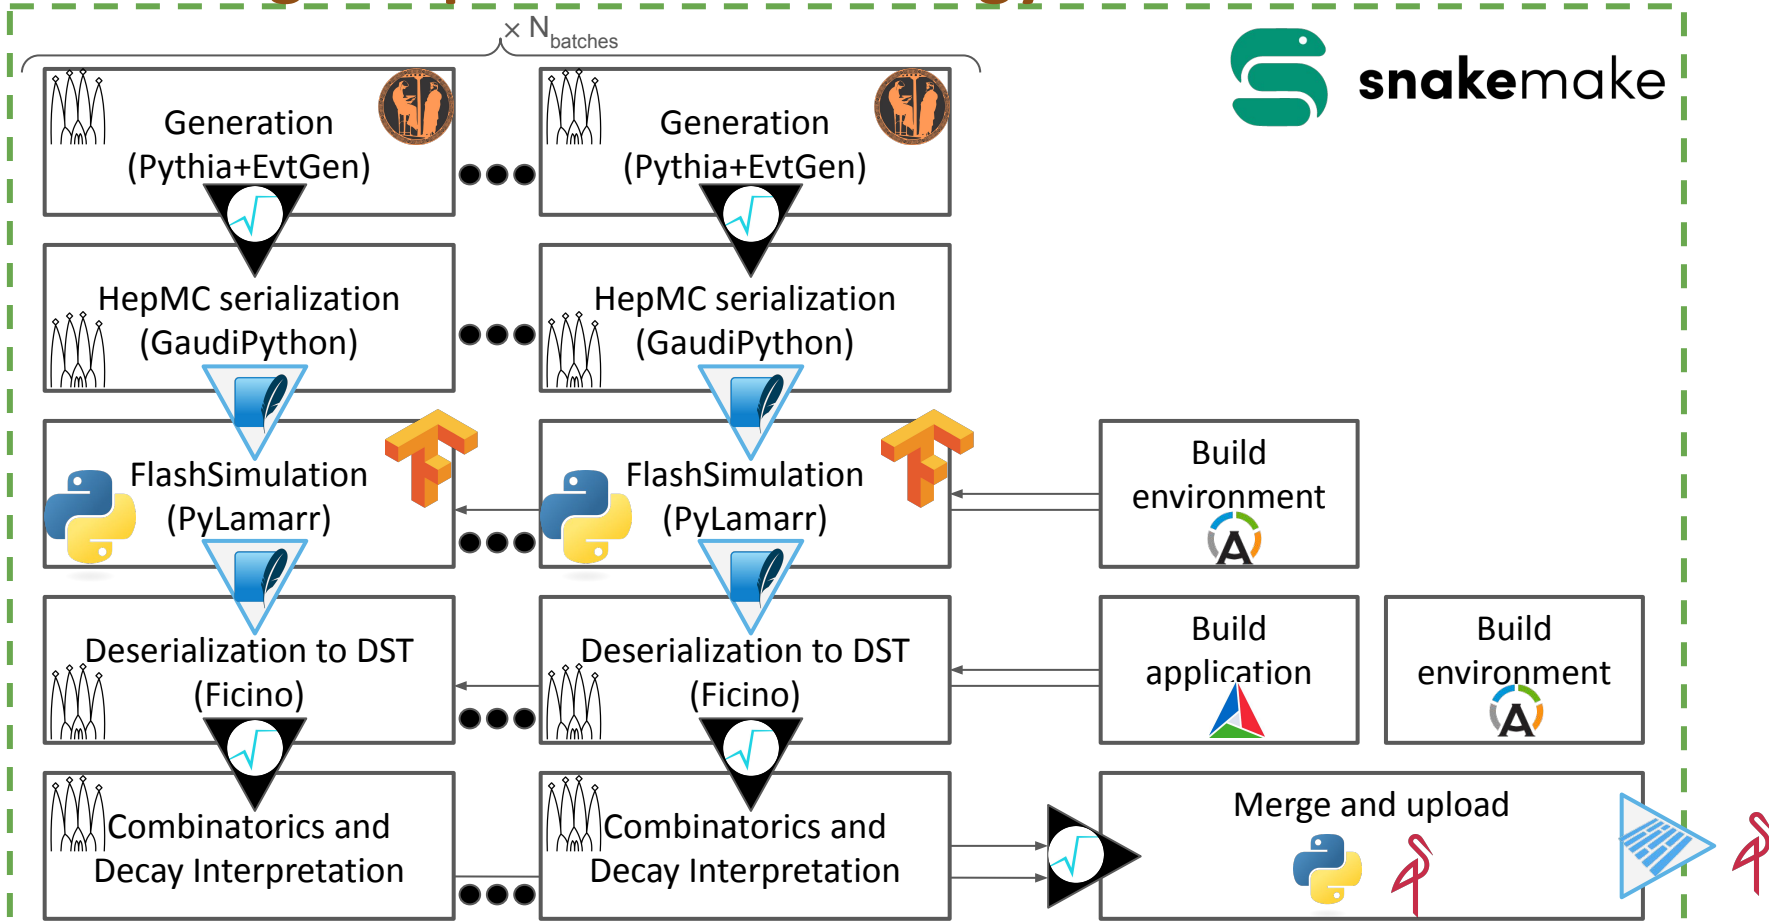 × N batches
snakemake
Generation
(Pythia+EvtGen)
Generation
(Pythia+EvtGen)
HepMC serialization
(GaudiPython)
HepMC serialization
(GaudiPython)
FlashSimulation
(PyLamarr)
FlashSimulation
(PyLamarr)
Build
environment
Deserialization to DST
(Ficino)
Deserialization to DST
(Ficino)
Build
application
Build
environment
Combinatorics and
Decay Interpretation
Combinatorics and
Decay Interpretation
Merge and upload